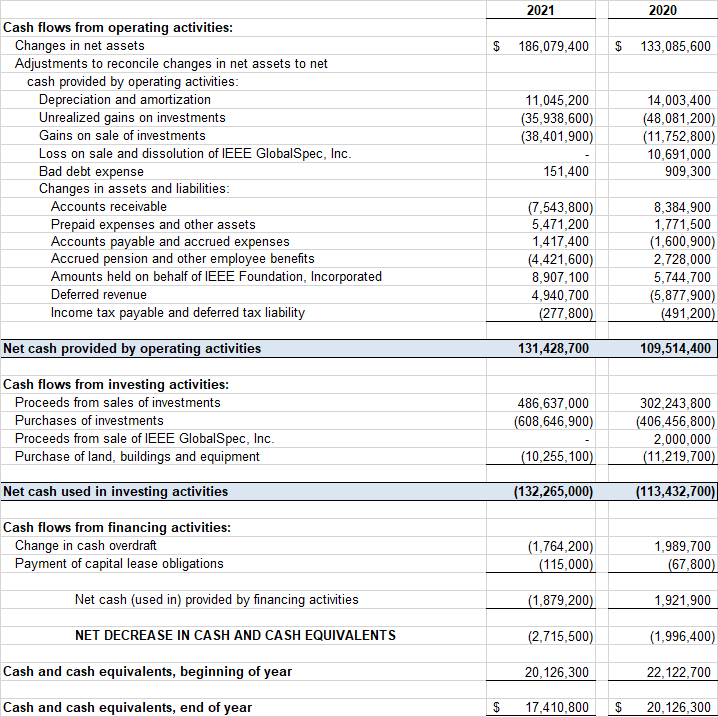 2021 2020
Cash flows from operating activities:
Changes in net assets $ 186,079,400 $ 133,085,600
Adjustments to reconcile changes in net assets to net
cash provided by operating activities:
Depreciation and amortization 11,045,200 14,003,400
Unrealized gains on investments (35,938,600) (48,081,200)
Gains on sale of investments (38,401,900) (11,752,800)
Loss on sale and dissolution of IEEE GlobalSpec, Inc. - 10,691,000
Bad debt expense 151,400 909,300
Changes in assets and liabilities:
Accounts receivable (7,543,800) 8,384,900
Prepaid expenses and other assets 5,471,200 1,771,500
Accounts payable and accrued expenses 1,417,400 (1,600,900)
Accrued pension and other employee benefits (4,421,600) 2,728,000
Amounts held on behalf of IEEE Foundation, Incorporated 8,907,100 5,744,700
Deferred revenue 4,940,700 (5,877,900)
Income tax payable and deferred tax liability (277,800) (491,200)
Net cash provided by operating activities 131,428,700 109,514,400
Cash flows from investing activities:
Proceeds from sales of investments 486,637,000 302,243,800
Purchases of investments (608,646,900) (406,456,800)
Proceeds from sale of IEEE GlobalSpec, Inc. - 2,000,000
Purchase of land, buildings and equipment (10,255,100) (11,219,700)
Net cash used in investing activities (132,265,000) (113,432,700)
Cash flows from financing activities:
Change in cash overdraft (1,764,200) 1,989,700
Payment of capital lease obligations (115,000) (67,800)
Net cash (used in) provided by financing activities (1,879,200) 1,921,900
NET DECREASE IN CASH AND CASH EQUIVALENTS (2,715,500) (1,996,400)
Cash and cash equivalents, beginning of year 20,126,300 22,122,700
Cash and cash equivalents, end of year $ 17,410,800 $ 20,126,300